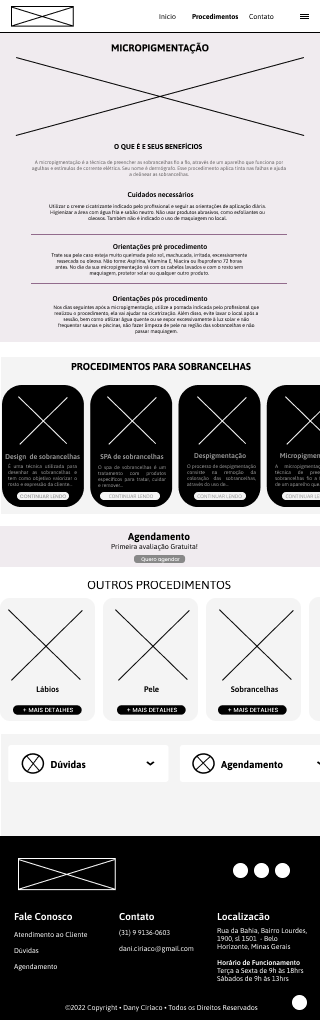 Início Procedimentos Contato
MICROPIGMENTAÇÃO
O QUE É E SEUS BENEFÍCIOS
A micropigmentação é a técnica de preencher as sobrancelhas fio a fio, através de um aparelho que funciona por
agulhas e estímulos de corrente elétrica. Seu nome é dermógrafo. Esse procedimento aplica tinta nas falhas e ajuda
a delinear as sobrancelhas.
Cuidados necessários
Utilizar o creme cicatrizante indicado pelo profissional e seguir as orientações de aplicação diária.
Higienizar a área com água fria e sabão neutro. Não usar produtos abrasivos, como esfoliantes ou
oleosos. Também não é indicado o uso de maquiagem no local.
Orientações pré procedimento
Trate sua pele caso esteja muito queimada pelo sol, machucada, irritada, excessivamente
ressecada ou oleosa. Não tome Aspirina, Vitamina E, Niacina ou Ibuprofeno 72 horas
antes. No dia da sua micropigmentação vá com os cabelos lavados e com o rosto sem
maquiagem, protetor solar ou qualquer outro produto.
Orientações pós procedimento
Nos dias seguintes após a micropigmentação, utilize a pomada indicada pelo profissional que
realizou o procedimento, ela vai ajudar na cicatrização. Além disso, evite lavar o local após a
sessão, bem como utilizar água quente ou se expor excessivamente à luz solar e não
frequentar saunas e piscinas, não fazer limpeza de pele na região das sobrancelhas e não
passar maquiagem.
PROCEDIMENTOS PARA SOBRANCELHAS
Design de sobrancelhas
É uma técnica utilizada para
desenhar as sobrancelhas e
tem como objetivo esionizar o
rosto e expressão da cliente..
CONTINUAR LENDO
SPA de sobrancelhas
O spa de sobrancelhas é um
tratamento com produtos
específicos para tratar, cuidar
e remover...
CONTINUAR LENDO
Despigmentação
O processo de despigmentação
consiste na remoção da
coloração das sobrancelhas,
através do uso de...
CONTINUAR LENDO
Micropigmen
A micropigmenta
técnica de preen
sobrancelhas fio a f
de um aparelho que
CONTINUAR LE
Agendamento
Primeira avaliação Gratuita!
Quero agendar
OUTROS PROCEDIMENTOS
Lábios
+ MAIS DETALHES
Pele
+ MAIS DETALHES
Sobrancelhas
+ MAIS DETALHES
Dúvidas
Agendamento
Fale Conosco
Atendimento ao Cliente
Dúvidas
Agendamento
Contato
(31) 9 9136-0603
dani.ciriaco@gmail.com
Localização
Rua da Bahia, Bairro Lourdes,
1900, sl 1501 - Belo
Horizonte, Minas Gerais
Horário de Funcionamento
Terça a Sexta de 9h às 18hrs
Sábados de 9h às 13hrs
©2022 Copyright • Dany Ciríaco • Todos os Direitos Reservados